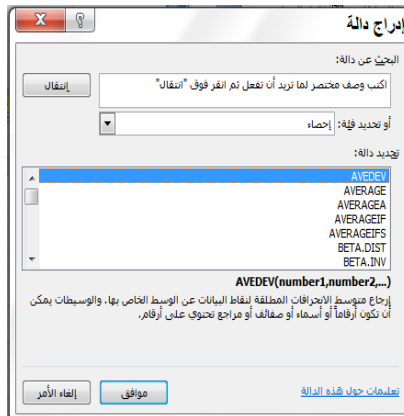 إدراج دالة
البحث عن دالة:
اكتب وصف مختصر لما تريد أن تفعل ثم انقر فوق "انتقال"
إنتقال
أو تحديد فئة: إحصاء
تحديد دالة:
AVEDEV
AVERAGE
AVERAGEA
AVERAGEIF
AVERAGEIFS
BETA.DIST
BETA.INV
AVEDEV(number1,number2,...)
إرجاع متوسط الانحرافات المطلقة لنقاط البيانات عن الوسط الخاص بها. والوسيطات يمكن
أن تكون أرقاماً أو أسماء أو صفائف أو مراجع تحتوي على أرقام.
تعليمات حول هذه الدالة
موافق
إلغاء الأمر